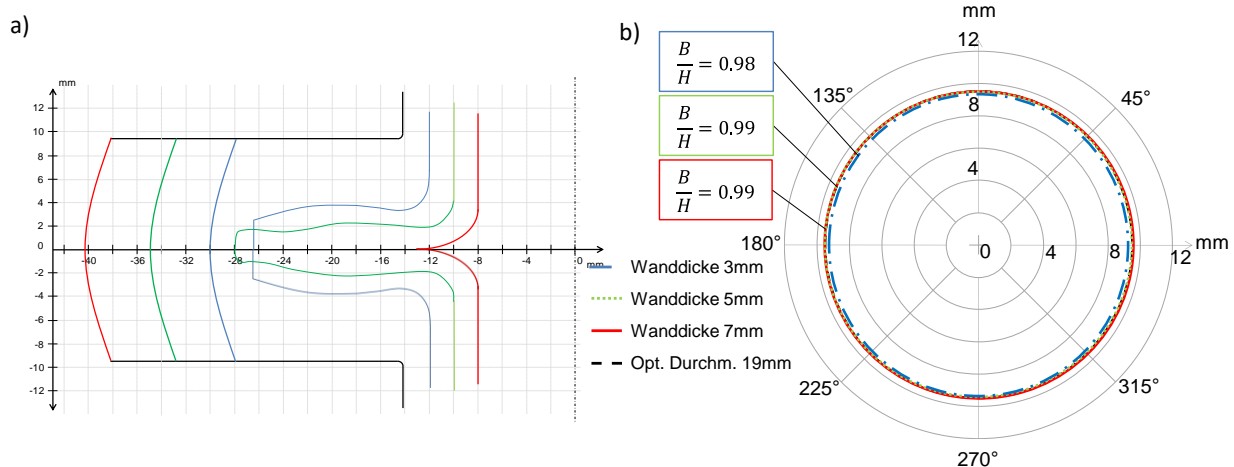 a)
mm
12
10
8
6
4
2
0
-2
-4
-6
-8
-10
-12
-40 -36 -32 -28 -24 -20 -16 -12 -8 -4 0
mm mm
b)
mm
12
8
4
0 4 8 12
mm
45°
135°
180°
225°
270°
315°
B/H = 0.98
B/H = 0.99
B/H = 0.99
Wanddicke 3mm
Wanddicke 5mm
Wanddicke 7mm
Opt. Durchm. 19mm